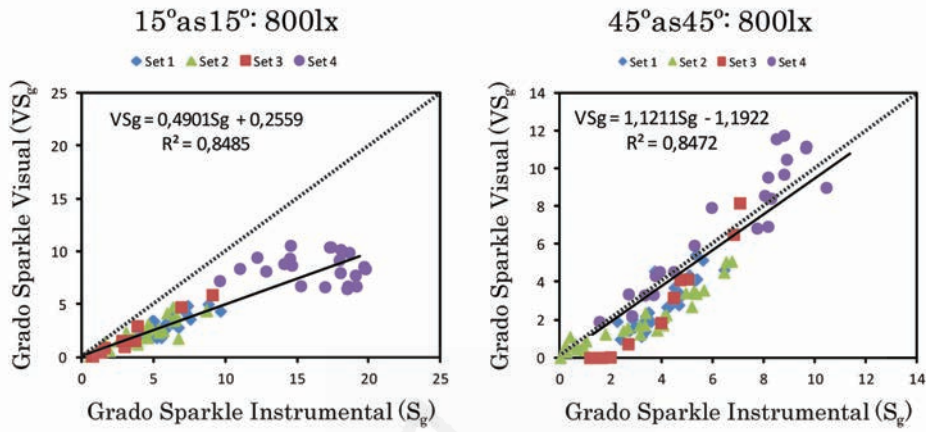 15ºas15º: 800lx
Set 1 Set 2 Set 3 Set 4
Grado Sparkle Visual (VSg)
25
20
15
10
5
0
VSg = 0,4901Sg + 0,2559
R² = 0,8485
0 5 10 15 20 25
Grado Sparkle Instrumental (Sg)
45ºas45º: 800lx
Set 1 Set 2 Set 3 Set 4
Grado Sparkle Visual (VSg)
14
12
10
8
6
4
2
0
VSg = 1,1211Sg - 1,1922
R² = 0,8472
0 2 4 6 8 10 12 14
Grado Sparkle Instrumental (Sg)